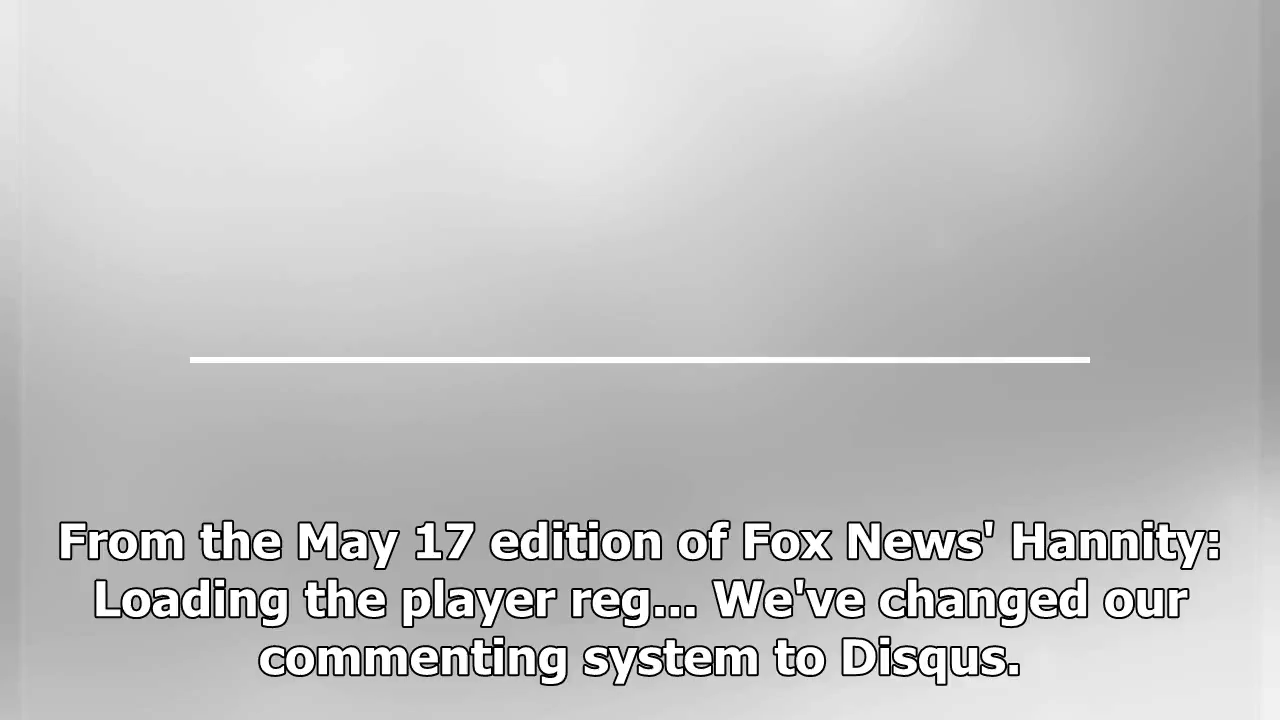 From the May 17 edition of Fox News' Hannity:
Loading the player reg... We've changed our
commenting system to Disqus.